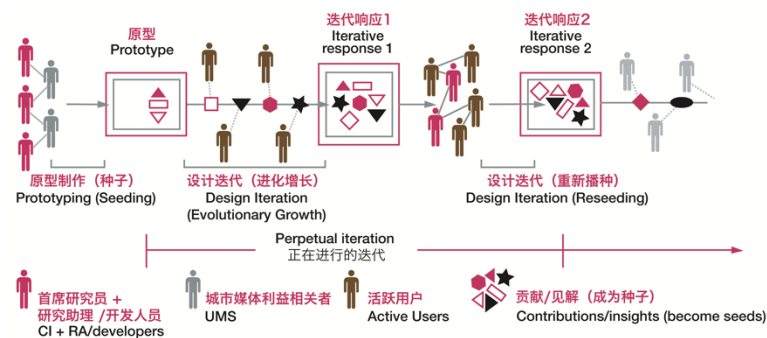 原型
Prototype
迭代响应1
Iterative
response 1
迭代响应2
Iterative
response 2
原型制作（种子）
Prototyping (Seeding)
设计迭代（进化增长）
Design Iteration
(Evolutionary Growth)
设计迭代（重新播种）
Design Iteration (Reseeding)
Perpetual iteration
正在进行的迭代
首席研究员 +
研究助理 /开发人员
CI + RA/developers
城市媒体利益相关者
UMS
活跃用户
Active Users
贡献/见解（成为种子）
Contributions/insights (become seeds)